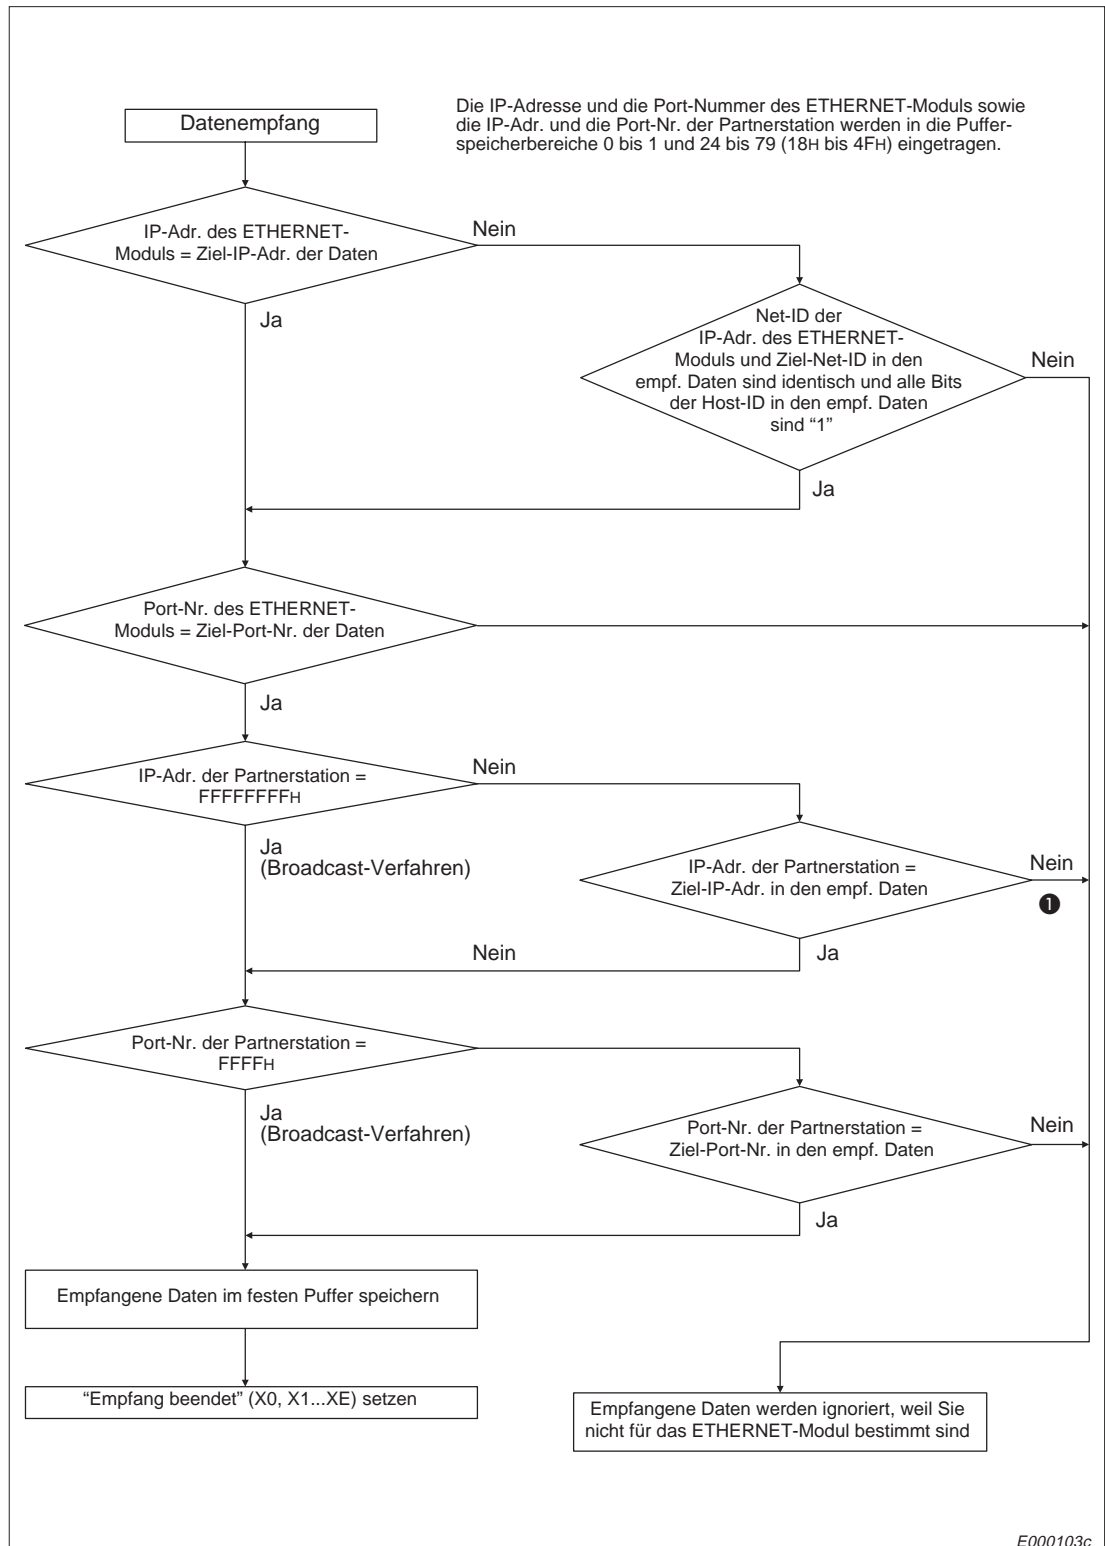 Die IP-Adresse und die Port-Nummer des ETHERNET-Moduls sowie
die IP-Adr. und die Port-Nr. der Partnerstation werden in die Puffer-
speicherbereiche 0 bis 1 und 24 bis 79 (18H bis 4FH) eingetragen.
Datenempfang
IP-Adr. des ETHERNET-
Moduls = Ziel-IP-Adr. der Daten
Nein
Ja
Net-ID der
IP-Adr. des ETHERNET-
Moduls und Ziel-Net-ID in den
empf. Daten sind identisch und alle Bits
der Host-ID in den empf. Daten
sind “1”
Nein
Ja
Port-Nr. des ETHERNET-
Moduls = Ziel-Port-Nr. der Daten
Ja
IP-Adr. der Partnerstation =
FFFFFFFFH
Nein
Ja
(Broadcast-Verfahren)
IP-Adr. der Partnerstation =
Ziel-IP-Adr. in den empf. Daten
Nein
❶
Ja
Nein
Port-Nr. der Partnerstation =
FFFFH
Ja
(Broadcast-Verfahren)
Port-Nr. der Partnerstation =
Ziel-Port-Nr. in den empf. Daten
Nein
Ja
Empfangene Daten im festen Puffer speichern
“Empfang beendet” (X0, X1...XE) setzen
Empfangene Daten werden ignoriert, weil Sie
nicht für das ETHERNET-Modul bestimmt sind
E000103c